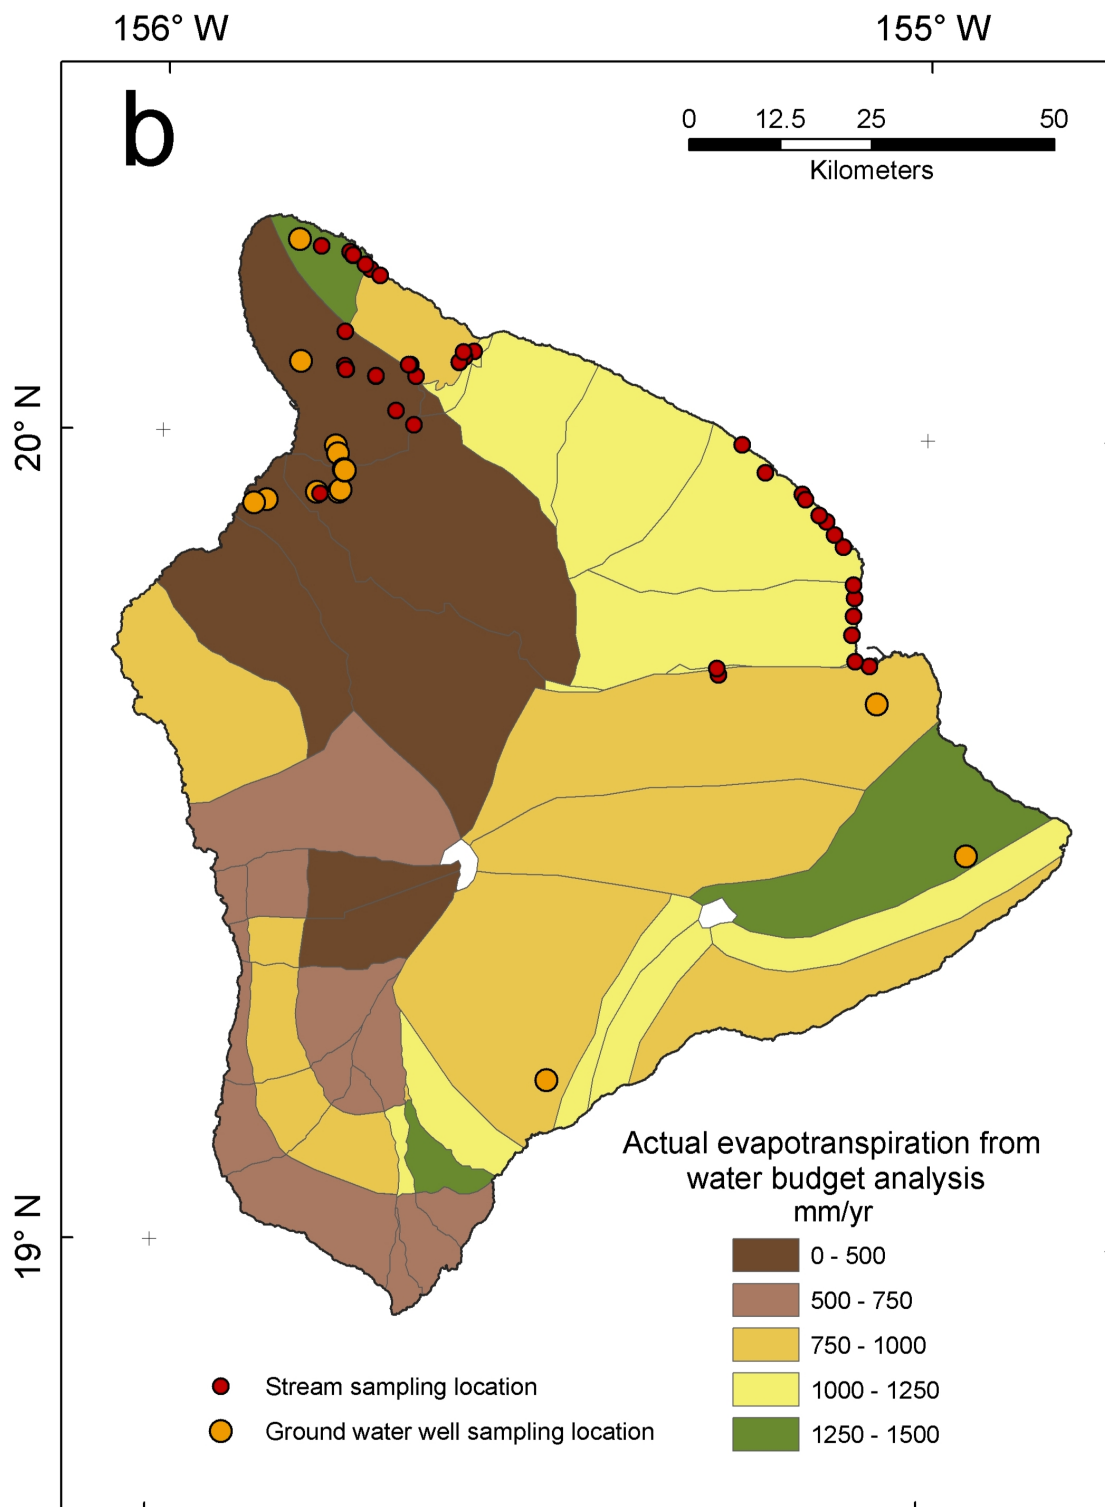 156° W
155° W
b
0 12.5 25 50
Kilometers
20° N
19° N
Actual evapotranspiration from
water budget analysis
mm/yr
0 - 500
500 - 750
750 - 1000
1000 - 1250
1250 - 1500
Stream sampling location
Ground water well sampling location